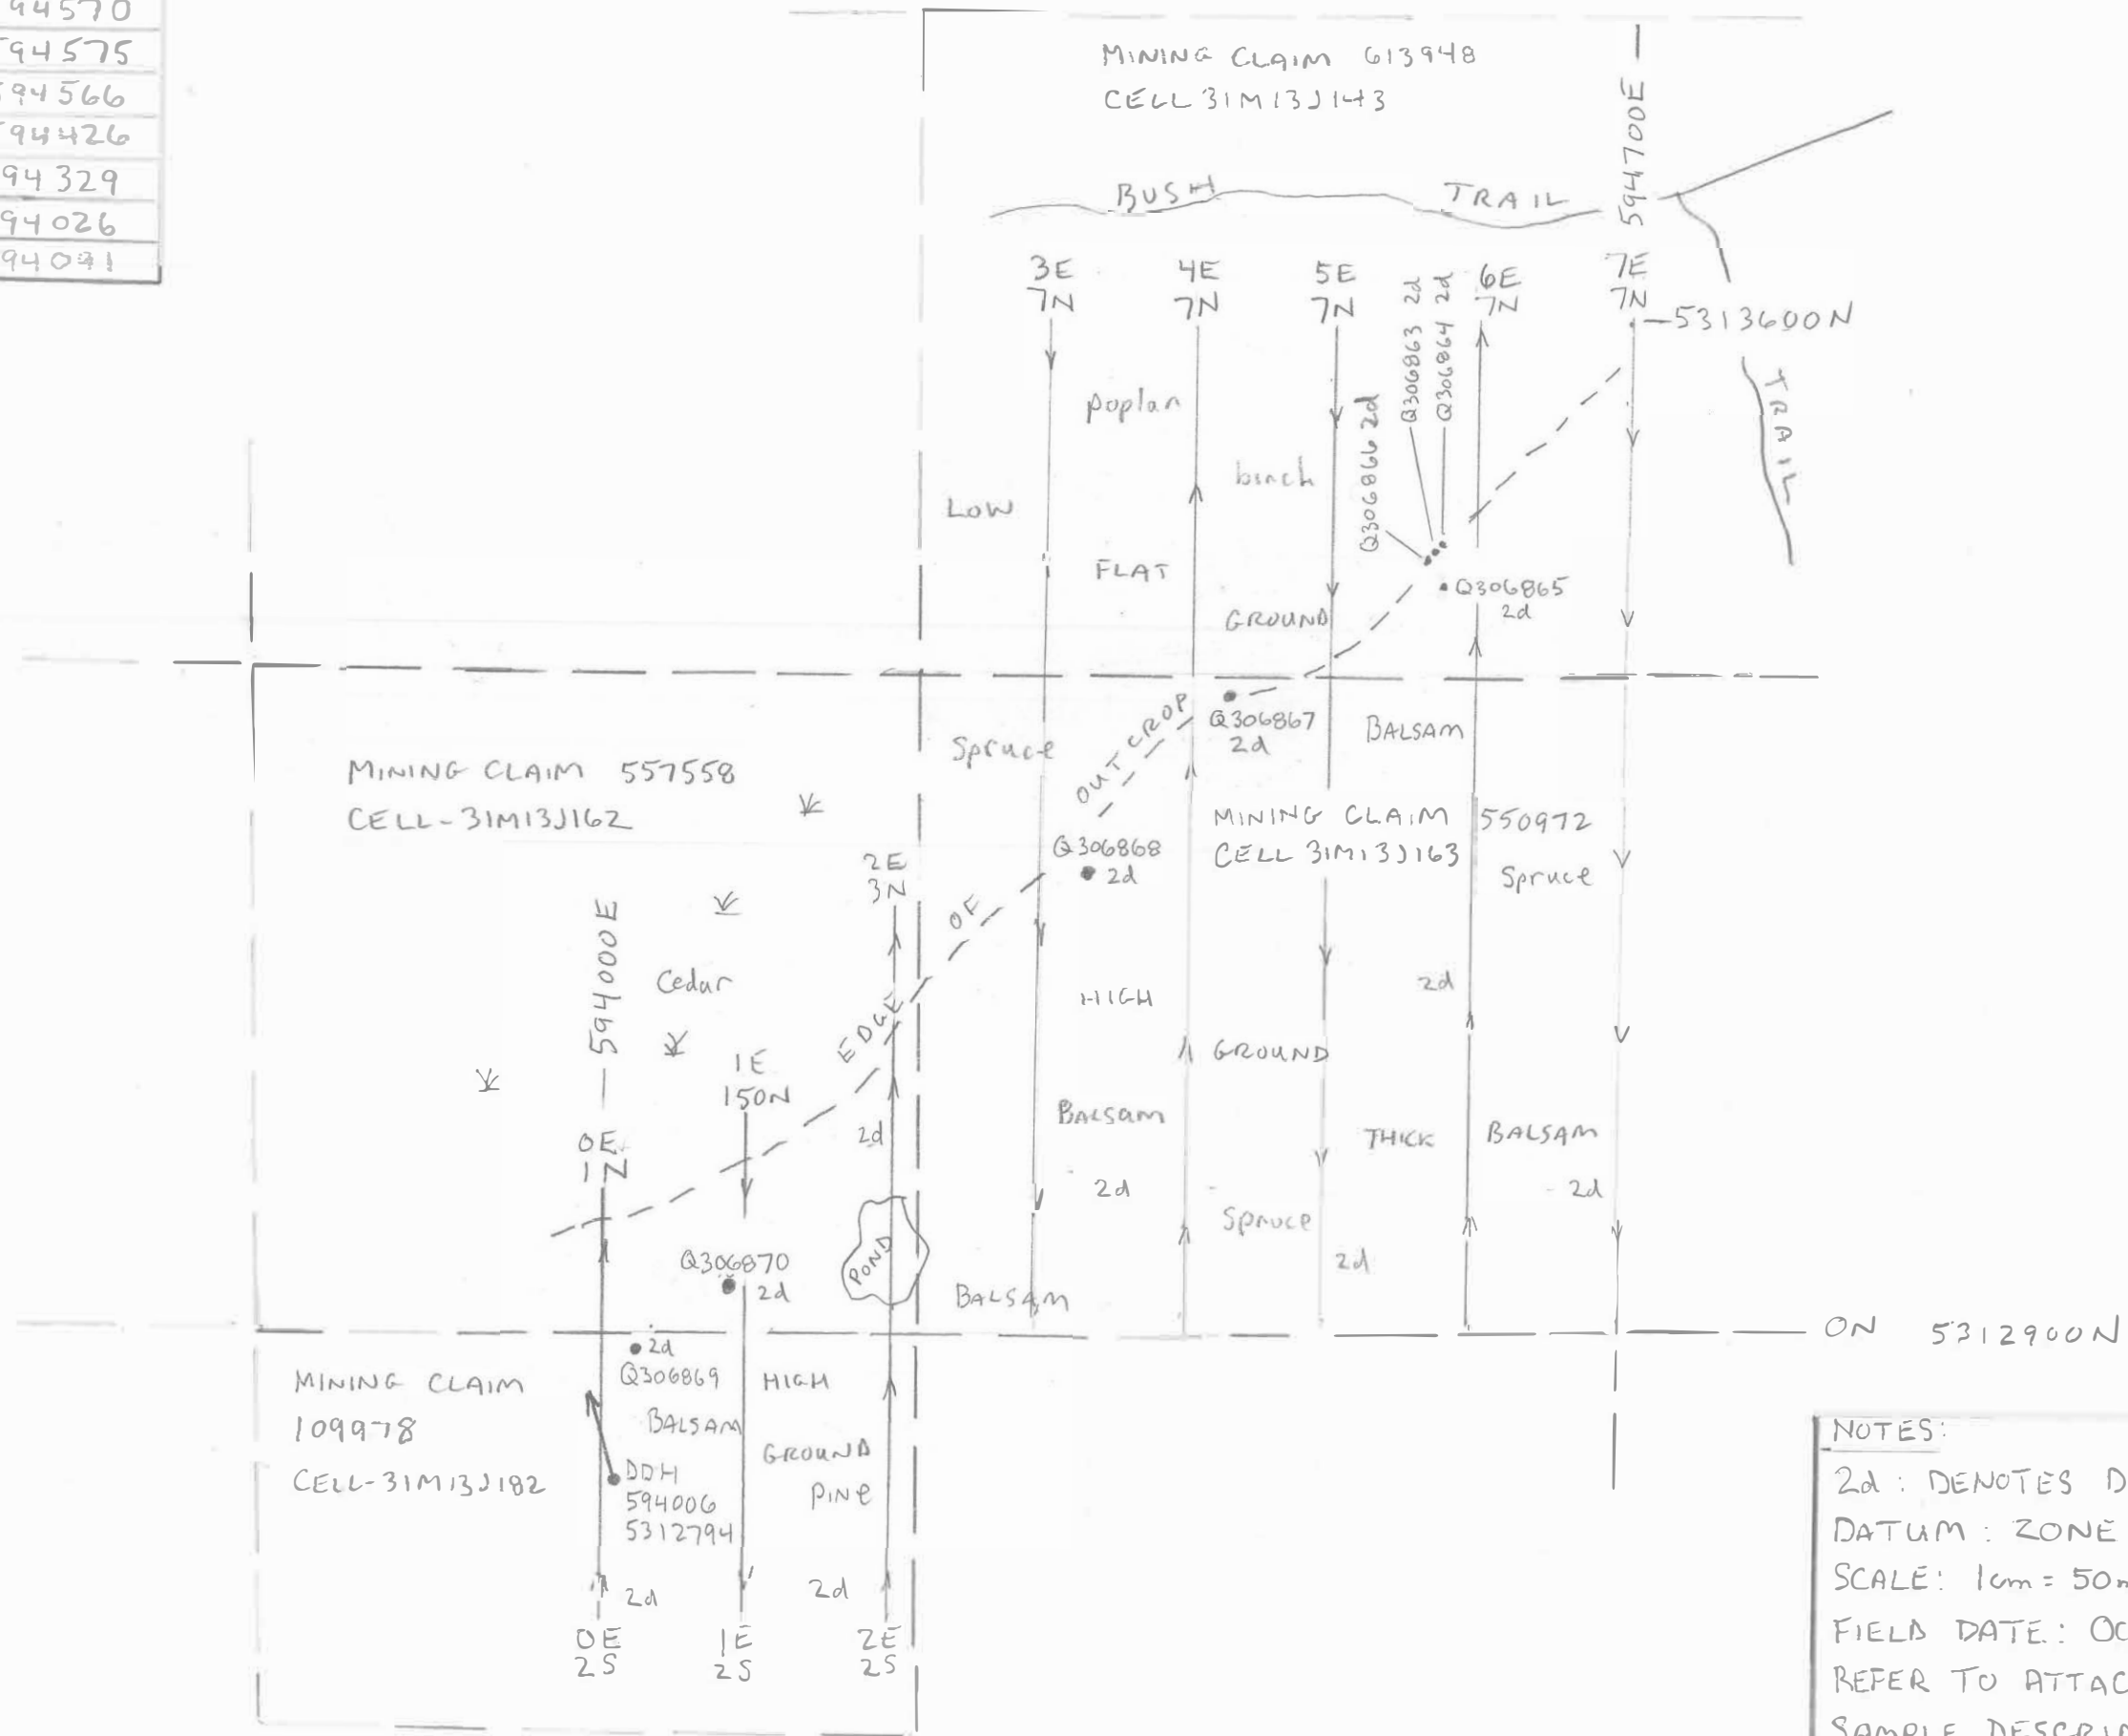 94570
94575
94566
94426
94329
94026
MINING CLAIM 613948
CELL 31M13J143
594700E
BUSH TRAIL
3E
7N
4E
7N
5E
7N
6E
7N
7E
7N
5313600N
TRAIL
Q306863 2d
Q306864 2d
Q306866 2d
Q306865
2d
poplar
birch
LOW
FLAT
GROUND
Q306867
2d
BALSAM
Spruce
EDGE OF OUTCROP
MINING CLAIM 557558
CELL-31M13J162
MINING CLAIM 550972
CELL 31M13J163
Spruce
Q306868
2d
2E
3N
594000E
Cedar
2d
HIGH
GROUND
1E
150N
Balsam
THICK
BALSAM
2d
0E
1N
2d
2d
Spruce
2d
POND
Q306870
2d
BALSAM
0N 5312900N
2d
Q306869
MINING CLAIM
109978
CELL-31M13J182
HIGH
BALSAM
GROUND
PINE
DDH
594006
5312794
2d
2d
0E
2S
1E
2S
2E
2S
NOTES:
2d : DENOTES D
DATUM : ZONE
SCALE: 1cm = 50m
FIELD DATE: OC
REFER TO ATTAC
SAMPLE DESCRIP